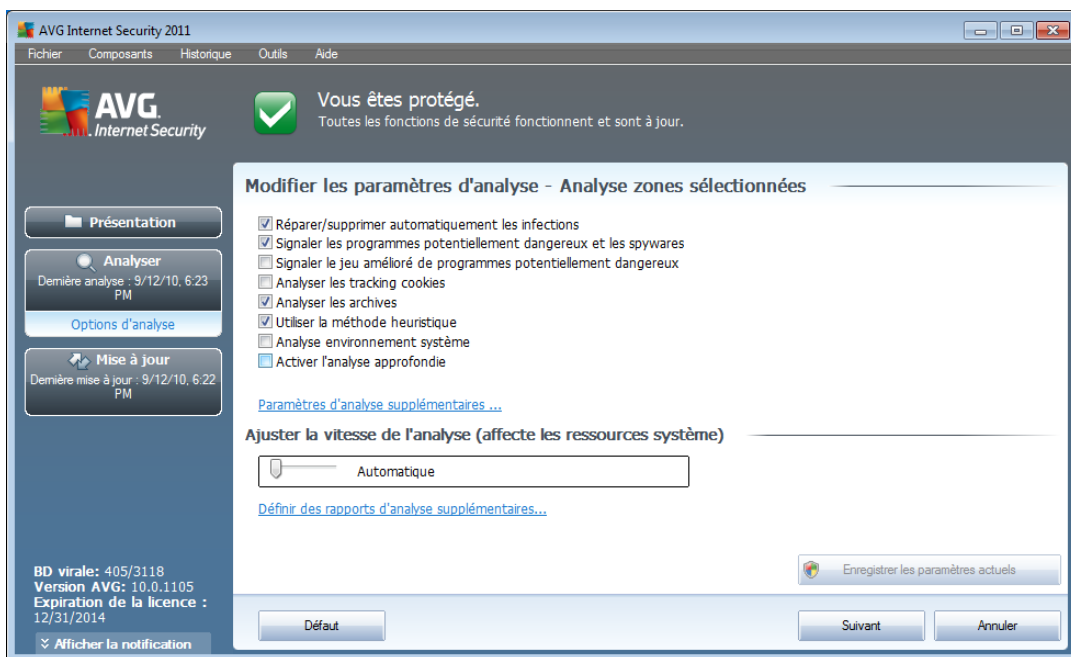 AVG Internet Security 2011
Fichier Composants Historique Outils Aide
AVG.
Internet Security
Vous êtes protégé.
Toutes les fonctions de sécurité fonctionnent et sont à jour.
Présentation
Analyser
Dernière analyse : 9/12/10, 6:23
PM
Options d'analyse
Mise à jour
Dernière mise à jour : 9/12/10, 6:22
PM
BD virale: 405/3118
Version AVG: 10.0.1105
Expiration de la licence :
12/31/2014
Afficher la notification
Modifier les paramètres d'analyse - Analyse zones sélectionnées
Réparer/supprimer automatiquement les infections
Signaler les programmes potentiellement dangereux et les spywares
Signaler le jeu amélioré de programmes potentiellement dangereux
Analyser les tracking cookies
Analyser les archives
Utiliser la méthode heuristique
Analyse environnement système
Activer l'analyse approfondie
Paramètres d'analyse supplémentaires ...
Ajuster la vitesse de l'analyse (affecte les ressources système)
Automatique
Définir des rapports d'analyse supplémentaires...
Enregistrer les paramètres actuels
Défaut Suivant Annuler